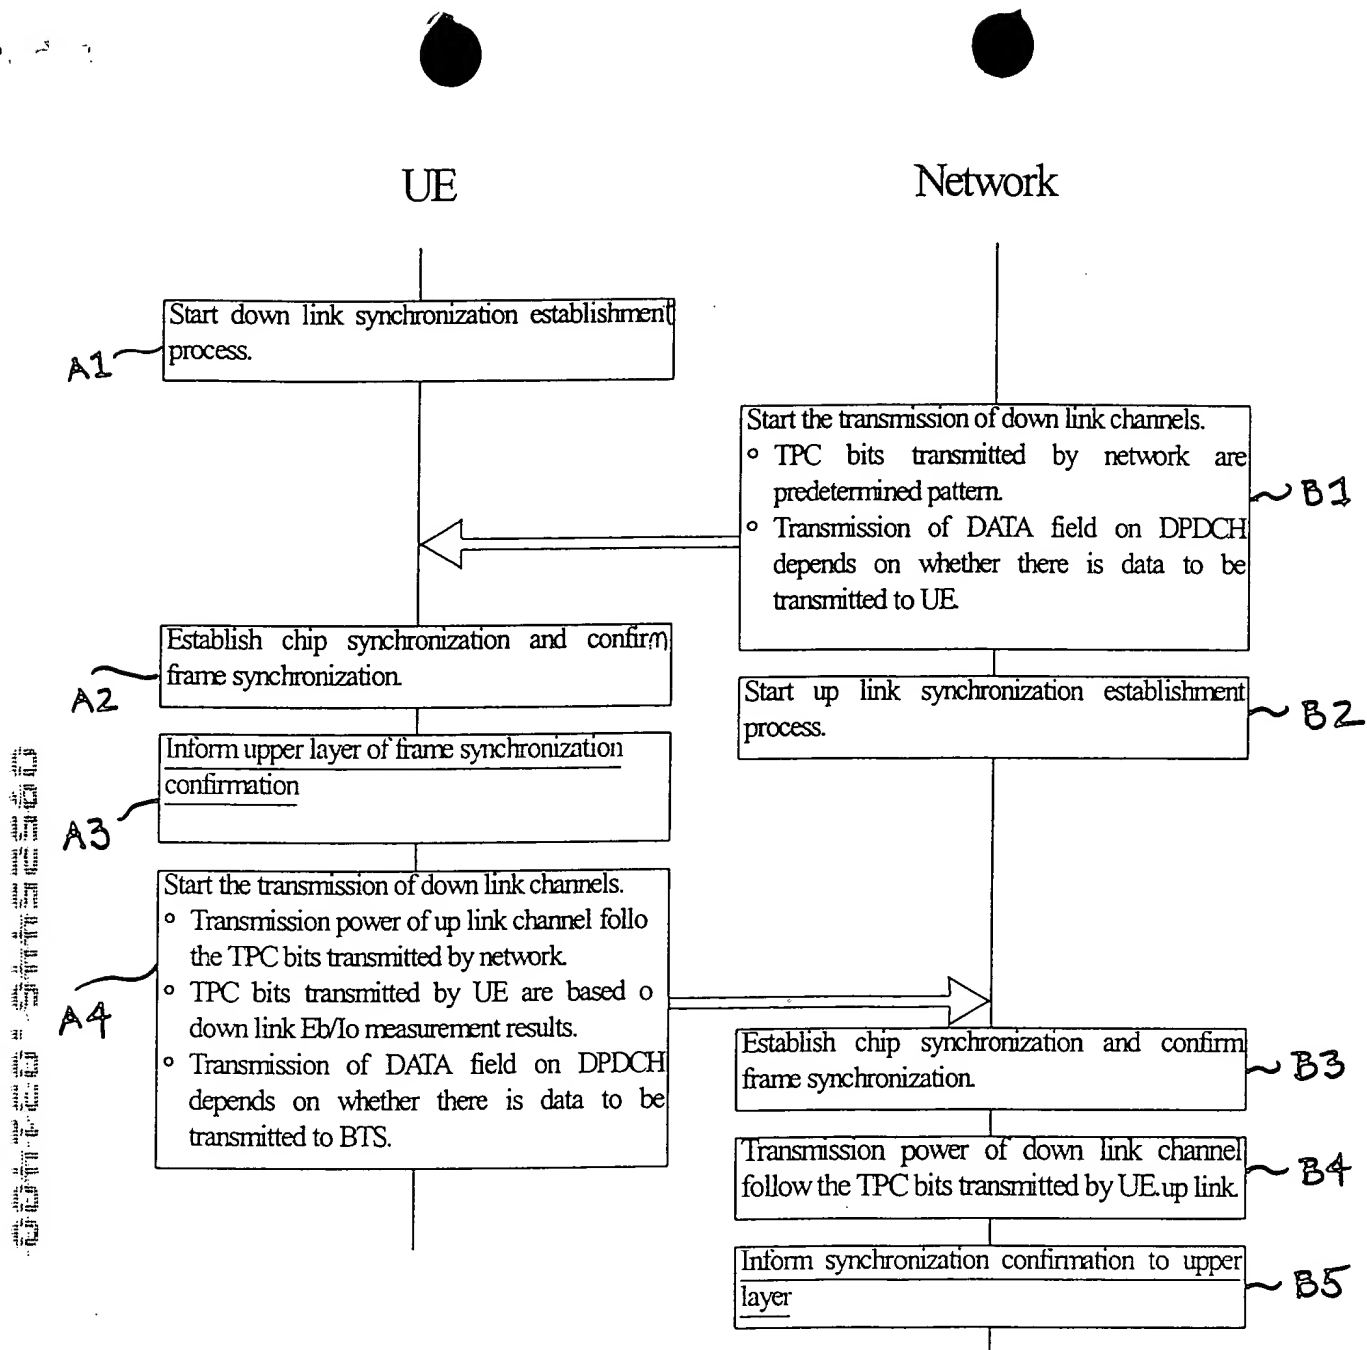 UE
Network
Start down link synchronization establishment
process.
A1
Start the transmission of down link channels.
° TPC bits transmitted by network are
predetermined pattern.
° Transmission of DATA field on DPDCH
depends on whether there is data to be
transmitted to UE.
B1
Establish chip synchronization and confirm
frame synchronization.
A2
Start up link synchronization establishment
process.
B2
Inform upper layer of frame synchronization
confirmation
A3
Start the transmission of down link channels.
° Transmission power of up link channel follo
the TPC bits transmitted by network.
° TPC bits transmitted by UE are based o
down link Eb/Io measurement results.
° Transmission of DATA field on DPDCH
depends on whether there is data to be
transmitted to BTS.
A4
Establish chip synchronization and confirm
frame synchronization.
B3
Transmission power of down link channel
follow the TPC bits transmitted by UE.up link.
B4
Inform synchronization confirmation to upper
layer
B5